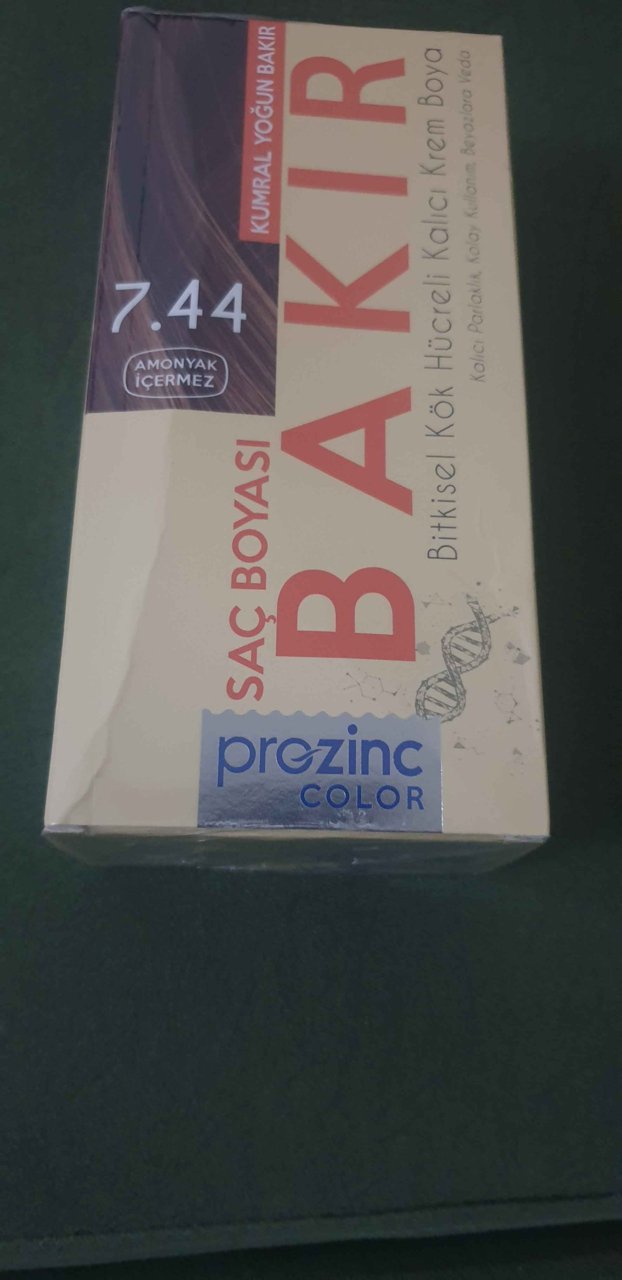 KUMRAL YOĞUN BAKIR
7.44
AMONYAK
İÇERMEZ
SAÇ BOYASI
BAKIR
Bitkisel Kök Hücreli Kalıcı Krem Boya
Kalıcı Parlaklık, Kolay Kullanım, Beyazlara Veda
prozinc
COLOR